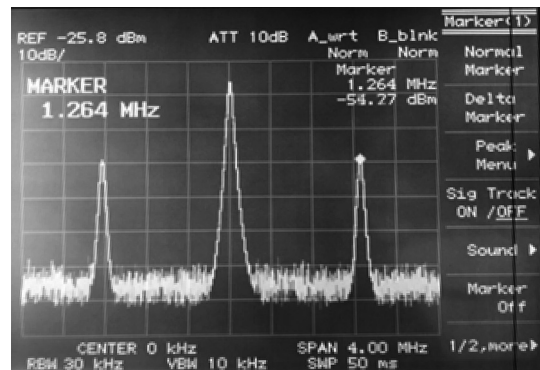 Marker(1)
REF -25.8 dBm ATT 10dB A_wrt B_blnk
10dB/ Norm Norm
Normal
Marker
Marker
1.264 MHz
-54.27 dBm
MARKER
1.264 MHz
Delta
Marker
Peak
Menu
Sig Track
ON /OFF
Sound
Marker
Off
1/2,more
CENTER 0 kHz SPAN 4.00 MHz
RBW 30 kHz VBW 10 kHz SWP 50 ms